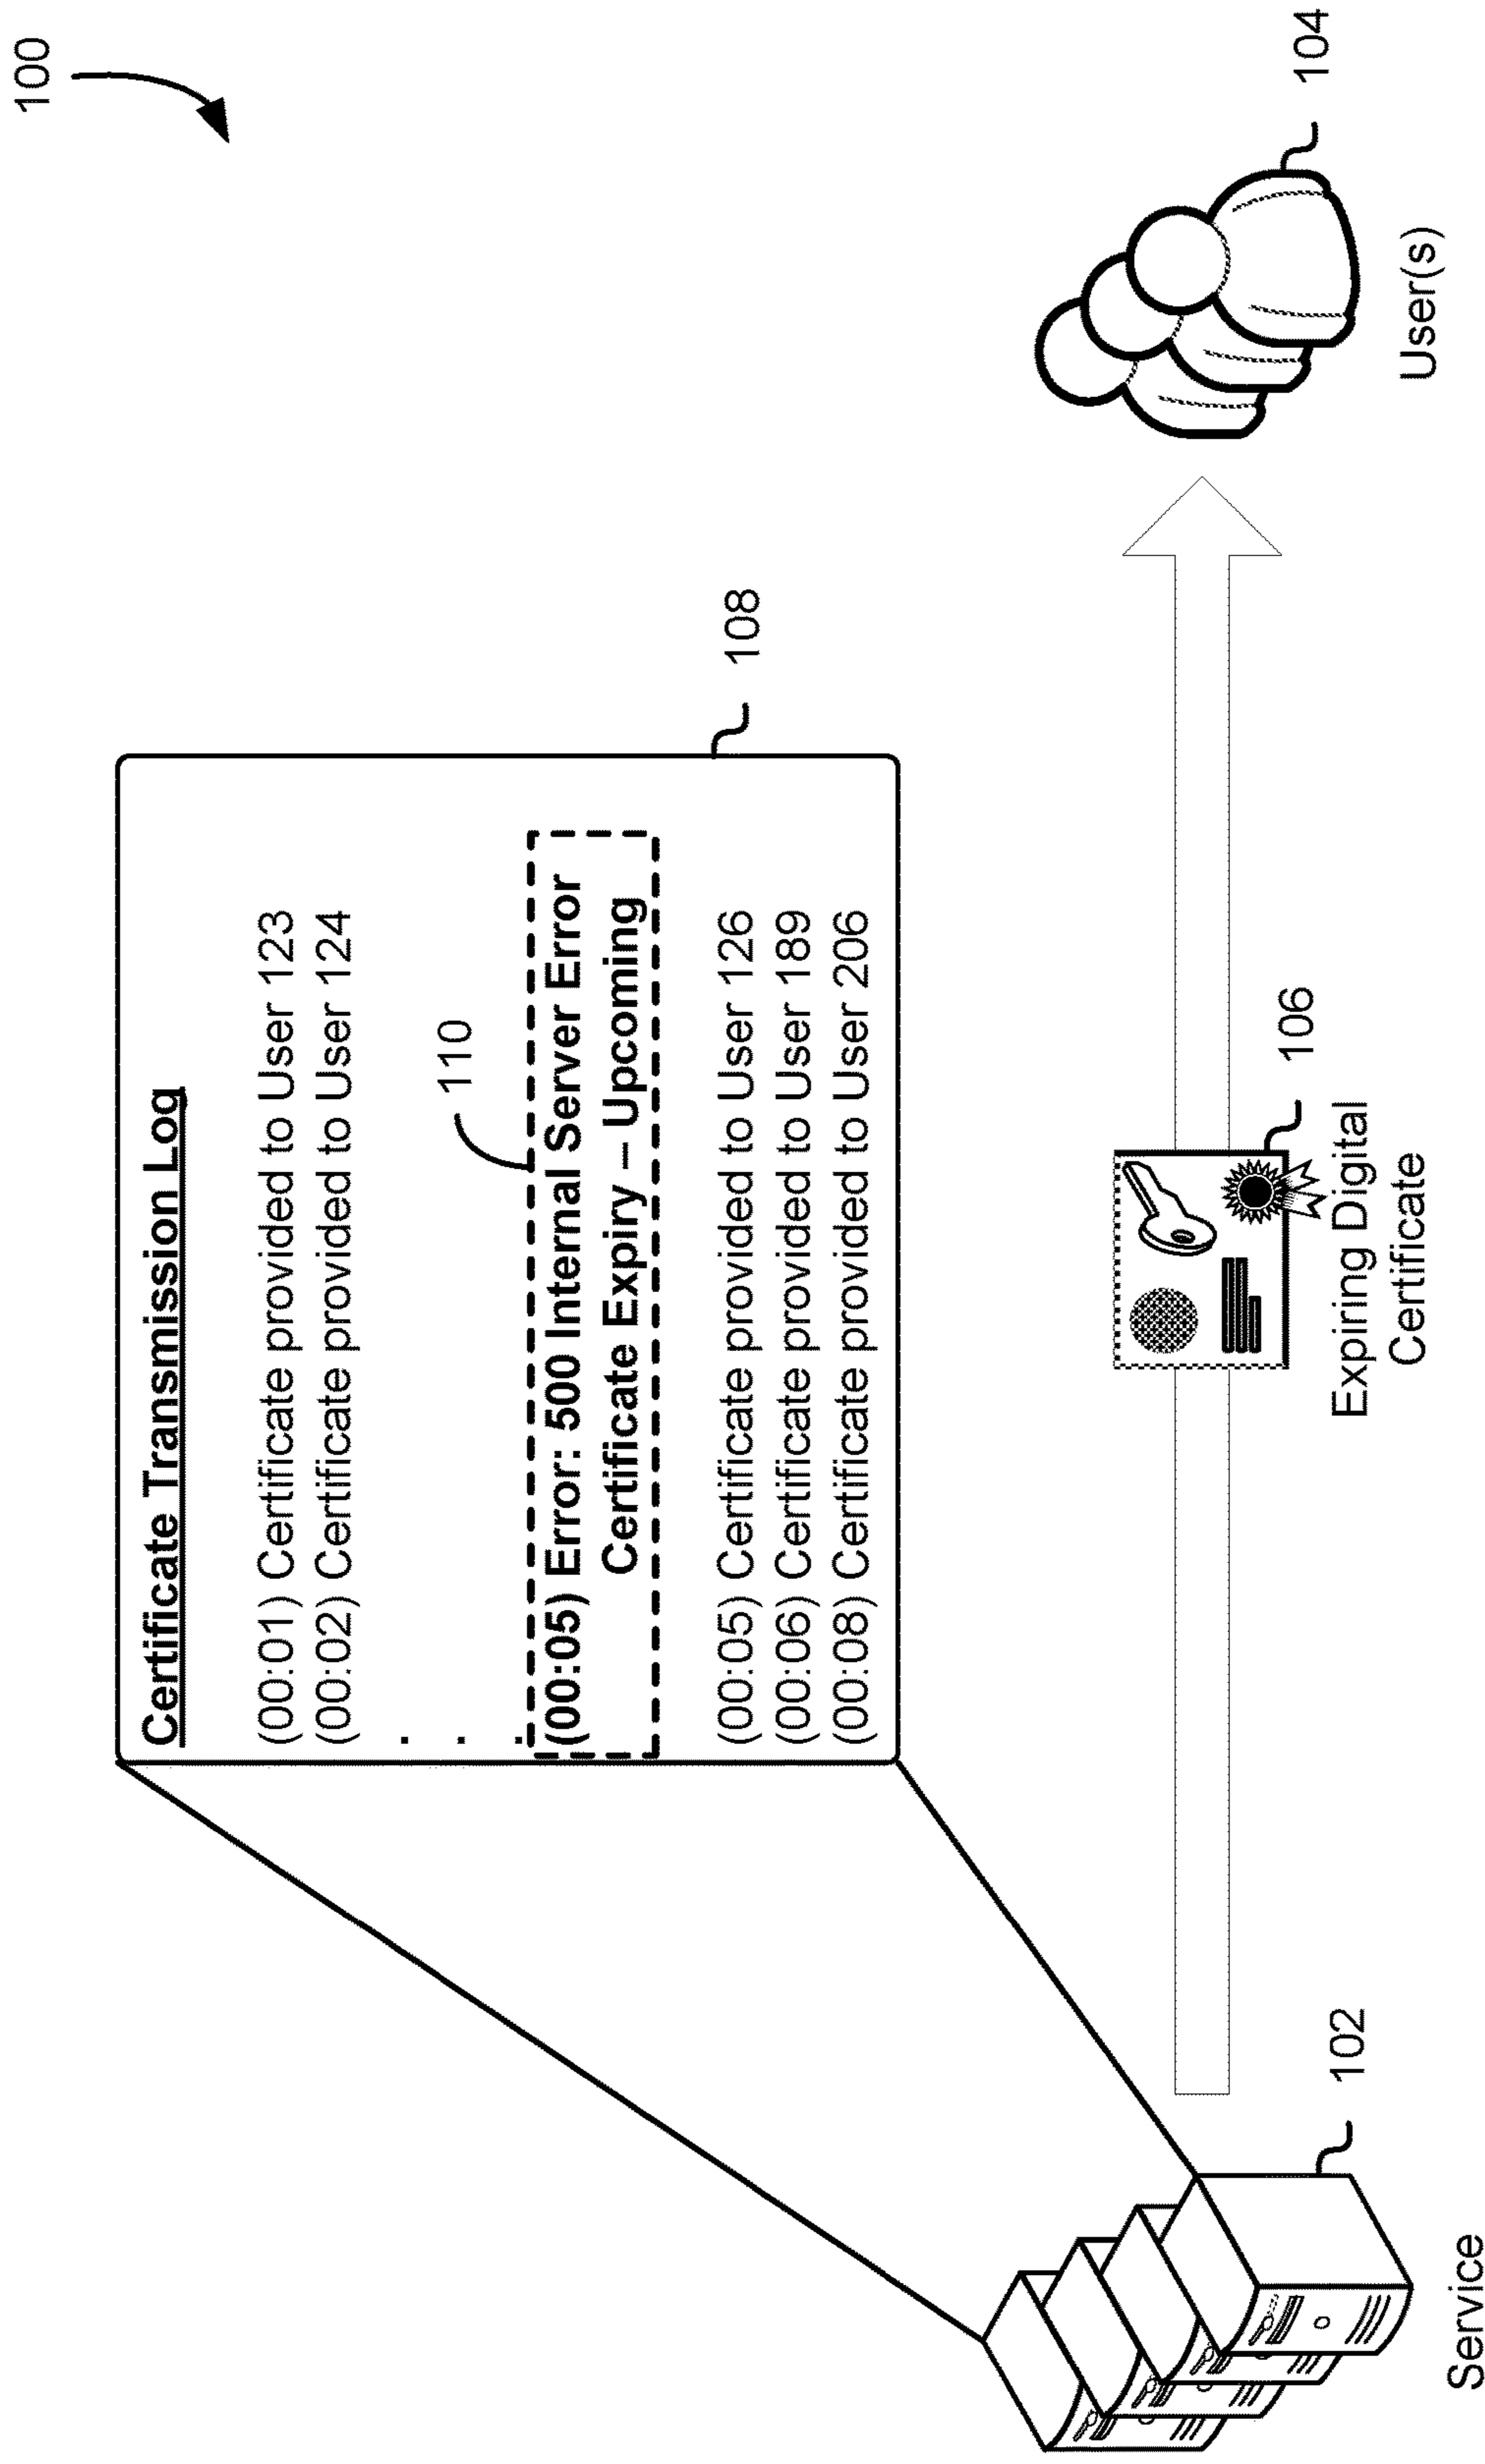 100
Certificate Transmission Log
(00:01) Certificate provided to User 123
(00:02) Certificate provided to User 124
.
.
.
110
(00:05) Error: 500 Internal Server Error
Certificate Expiry – Upcoming
(00:05) Certificate provided to User 126
(00:06) Certificate provided to User 189
(00:08) Certificate provided to User 206
108
102
Service
106
Expiring Digital
Certificate
104
User(s)